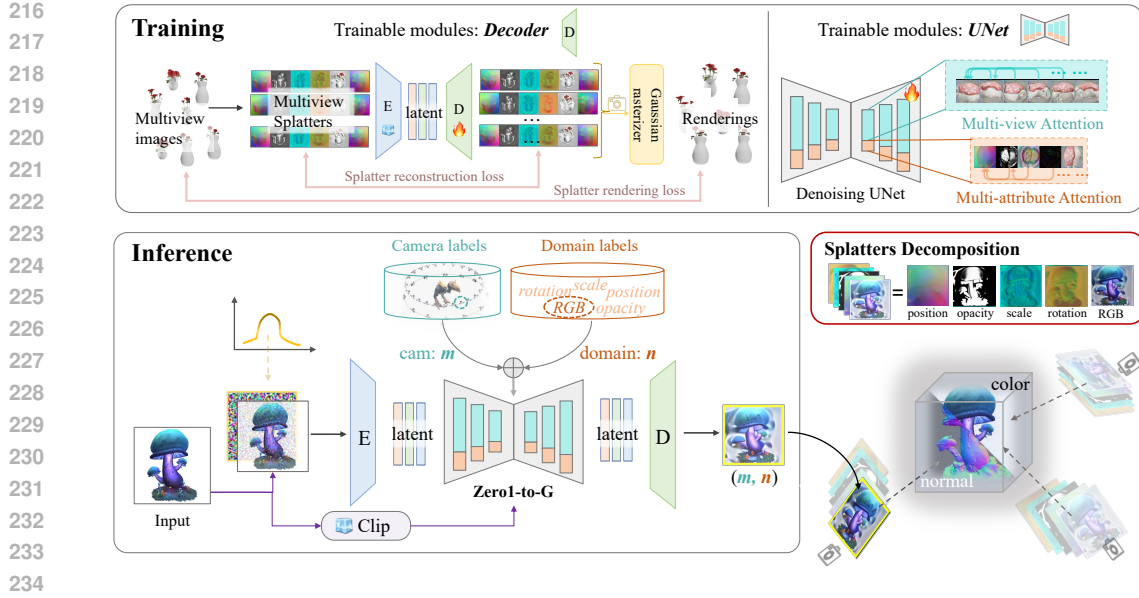 216
217
218
219
220
221
222
223
224
225
226
227
228
229
230
231
232
233
234
Training
Trainable modules: Decoder
D
Multiview
images
Multiview
Splatters
...
E
latent
D
...
...
Gaussian
rasterizer
Renderings
Splatter reconstruction loss
Splatter rendering loss
Trainable modules: UNet
Denoising UNet
... ...
Multi-view Attention
... ...
Multi-attribute Attention
Inference
Camera labels
Domain labels
rotation scale position
RGB opacity
cam: m
domain: n
Input
E
latent
Zero1-to-G
latent
D
Clip
(m, n)
Splatters Decomposition
=
position
opacity
scale
rotation
RGB
color
normal